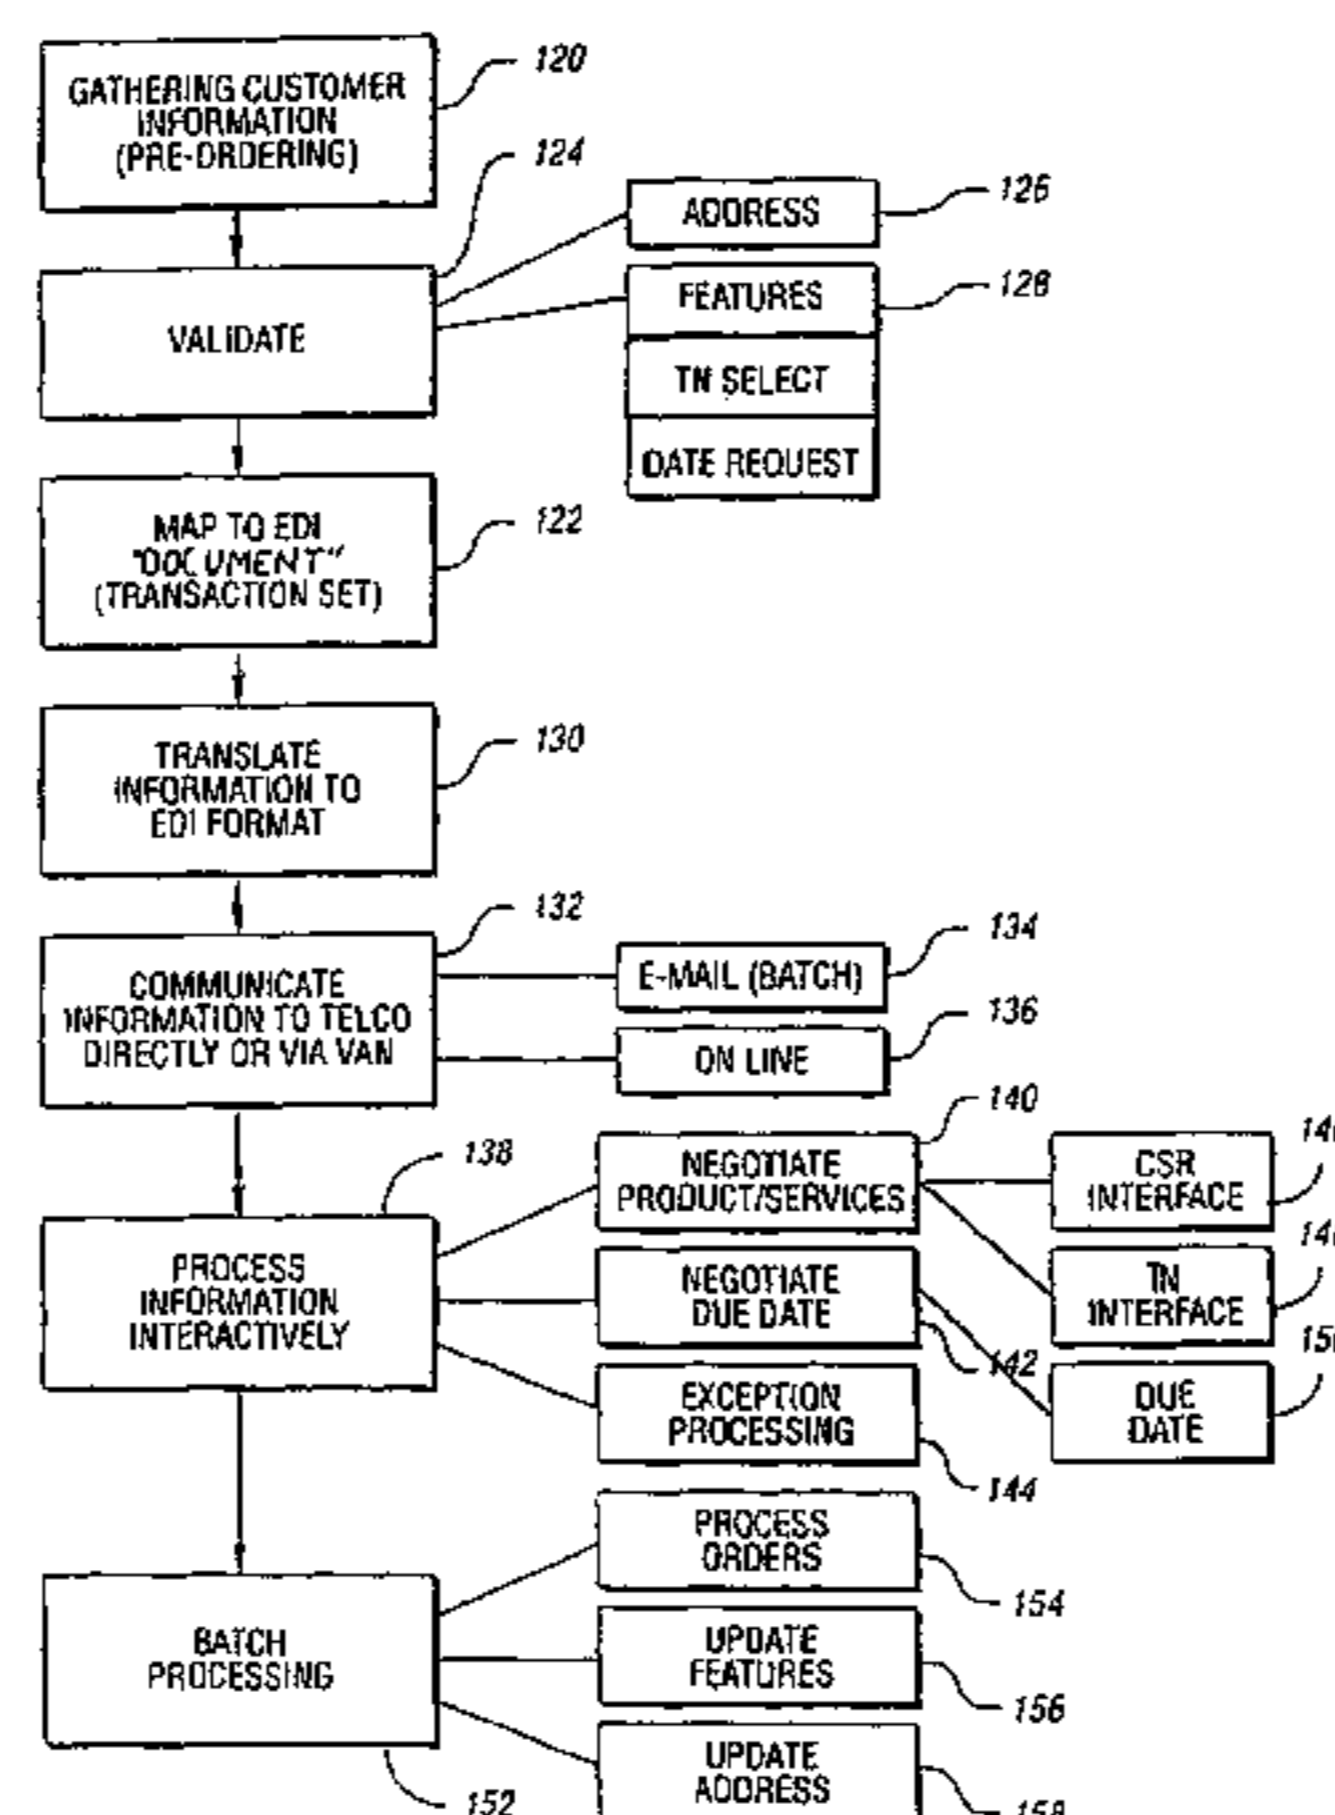 GATHERING CUSTOMER
INFORMATION
(PRE-ORDERING)
120
124
VALIDATE
ADDRESS
126
FEATURES
128
TN SELECT
DATE REQUEST
MAP TO EDI
"DOCUMENT"
(TRANSACTION SET)
122
TRANSLATE
INFORMATION TO
EDI FORMAT
130
132
COMMUNICATE
INFORMATION TO TELCO
DIRECTLY OR VIA VAN
E-MAIL (BATCH)
134
ON LINE
136
138
PROCESS
INFORMATION
INTERACTIVELY
140
NEGOTIATE
PRODUCT/SERVICES
CSR
INTERFACE
NEGOTIATE
DUE DATE
142
TN
INTERFACE
EXCEPTION
PROCESSING
144
DUE
DATE
BATCH
PROCESSING
152
PROCESS
ORDERS
154
UPDATE
FEATURES
156
UPDATE
ADDRESS
158